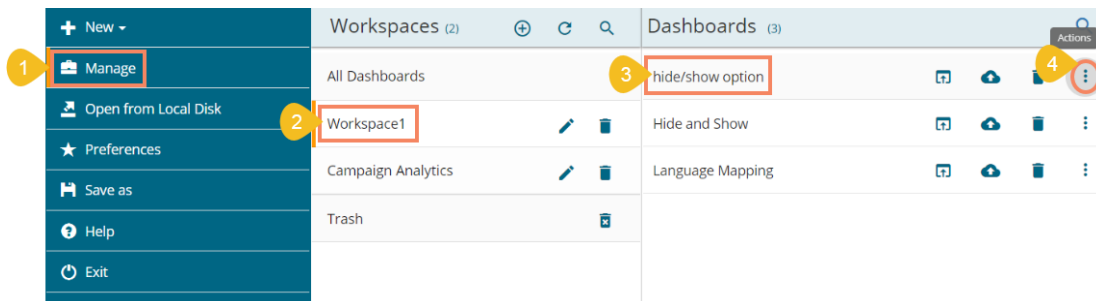 New
1
Manage
Open from Local Disk
Preferences
Save as
Help
Exit
Workspaces (2)
All Dashboards
2
Workspace1
Campaign Analytics
Trash
Dashboards (3)
Actions
3
hide/show option
4
Hide and Show
Language Mapping